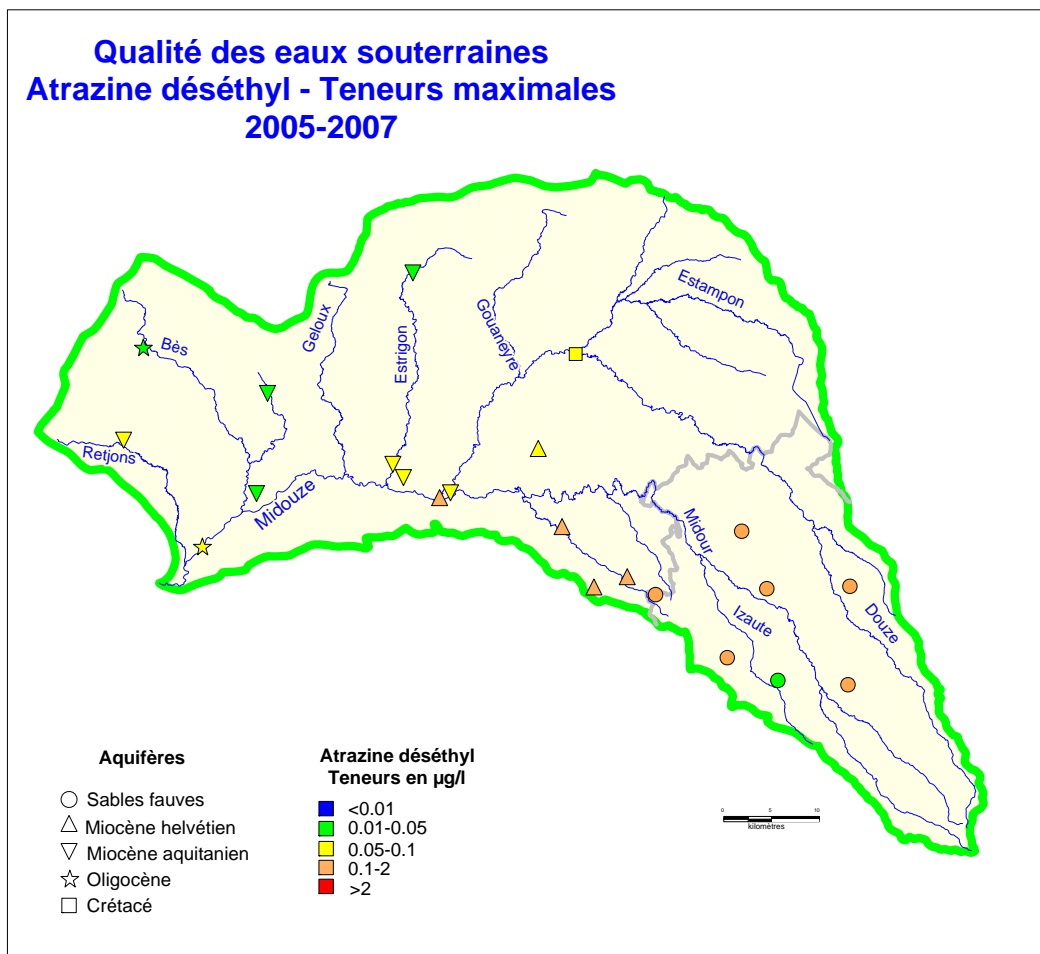 Qualité des eaux souterraines
Atrazine déséthyl - Teneurs maximales
2005-2007
Estampon
Geloux
Gouaneyre
Estrigon
Bès
Retjons
Midouze
Midour
Izaute
Douze
Aquifères
Sables fauves
Miocène helvétien
Miocène aquitanien
Oligocène
Crétacé
Atrazine déséthyl
Teneurs en µg/l
<0.01
0.01-0.05
0.05-0.1
0.1-2
>2
0 5 10
kilomètres